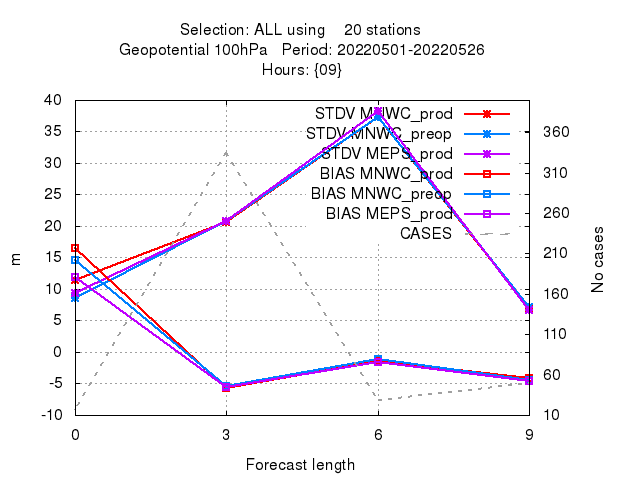 Selection: ALL using 20 stations
Geopotential 100hPa Period: 20220501-20220526
Hours: {09}
STDV MNWC_prod
STDV MNWC_preop
STDV MEPS_prod
BIAS MNWC_prod
BIAS MNWC_preop
BIAS MEPS_prod
CASES
40
35
30
25
20
15
10
5
0
-5
-10
m
360
310
260
210
160
110
60
10
No cases
0 3 6 9
Forecast length